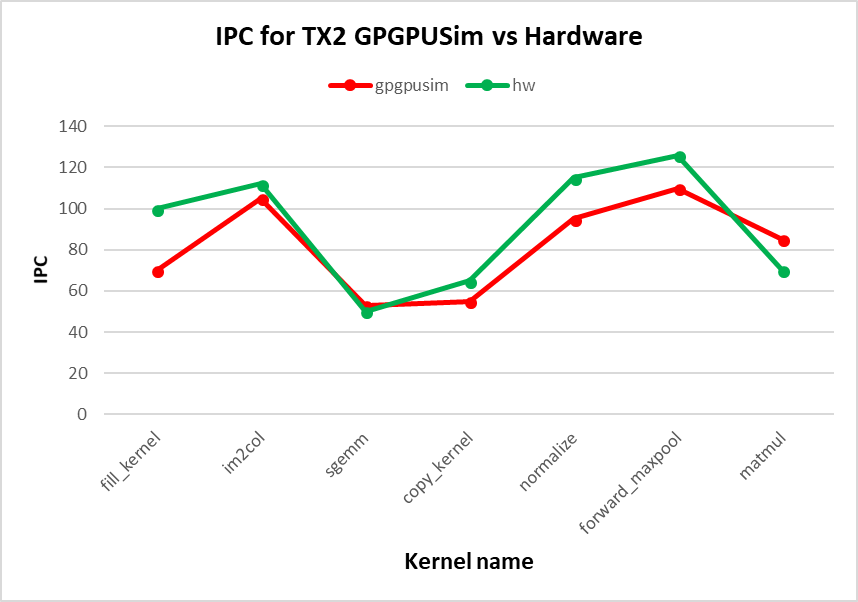 IPC for TX2 GPGPUSim vs Hardware
gpgpusim hw
140
120
100
80
60
40
20
0
IPC
fill_kernel
im2col
sgemm
copy_kernel
normalize
forward_maxpool
matmul
Kernel name